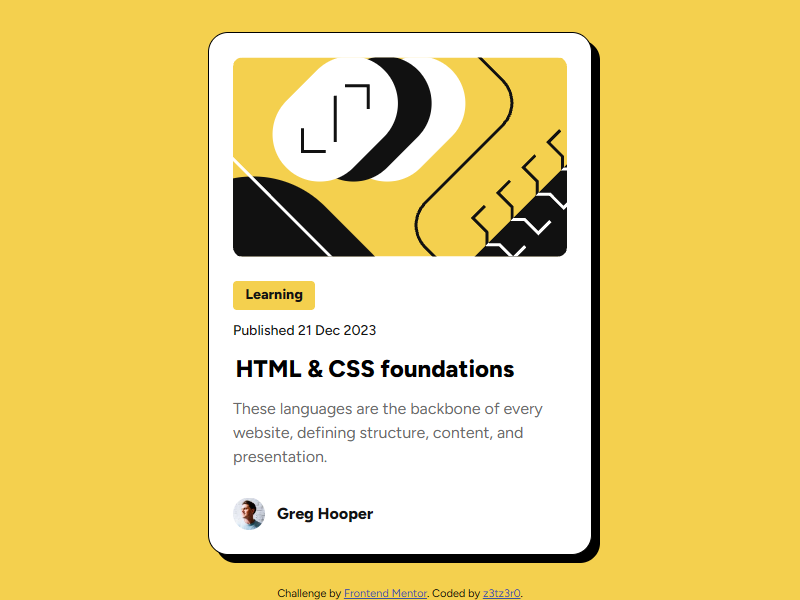 Learning
Published 21 Dec 2023
HTML & CSS foundations
These languages are the backbone of every
website, defining structure, content, and
presentation.
Greg Hooper
Challenge by Frontend Mentor. Coded by z3tz3r0.